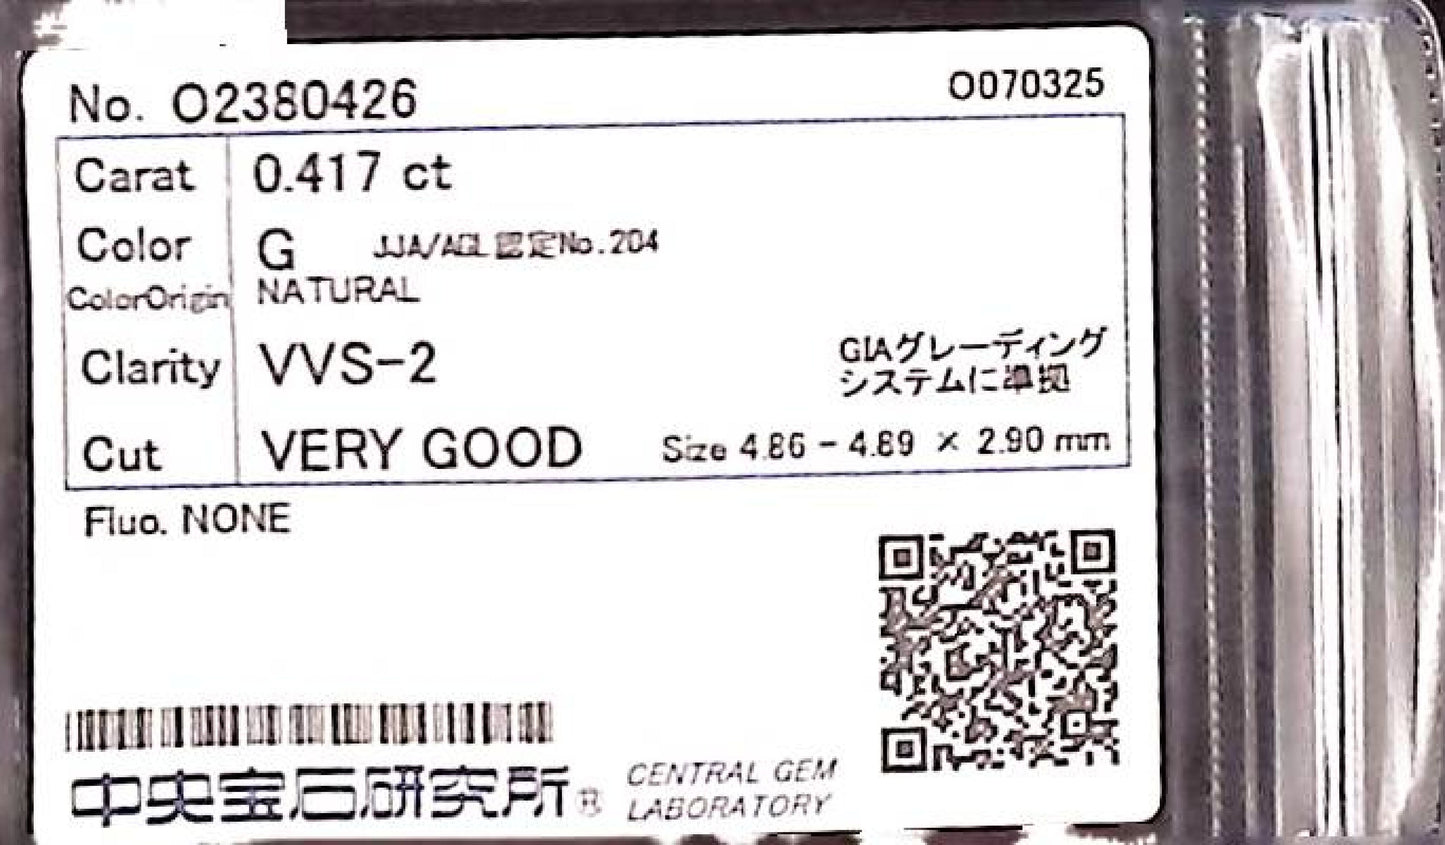 No. O2380426
O070325
Carat 0.417 ct
Color G JJA/AGL認定No.204
ColorOrigin NATURAL
Clarity VVS-2
GIAグレーディング
システムに準拠
Cut VERY GOOD Size 4.86 - 4.89 × 2.90 mm
Fluo. NONE
中央宝石研究所® CENTRAL GEM
LABORATORY